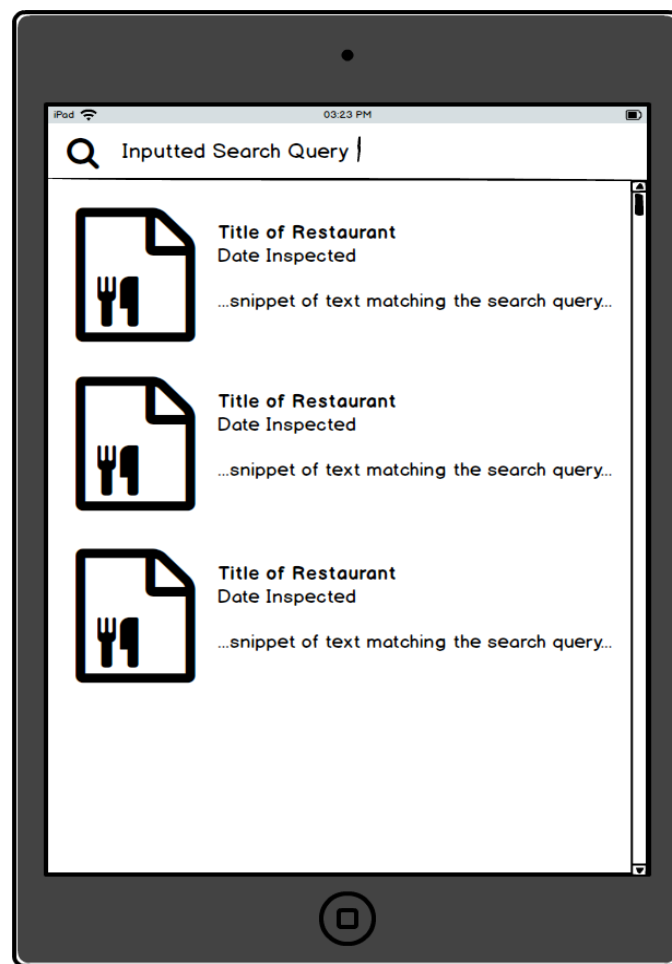 iPad
03:23 PM
Inputted Search Query
Title of Restaurant
Date Inspected
...snippet of text matching the search query...
Title of Restaurant
Date Inspected
...snippet of text matching the search query...
Title of Restaurant
Date Inspected
...snippet of text matching the search query...